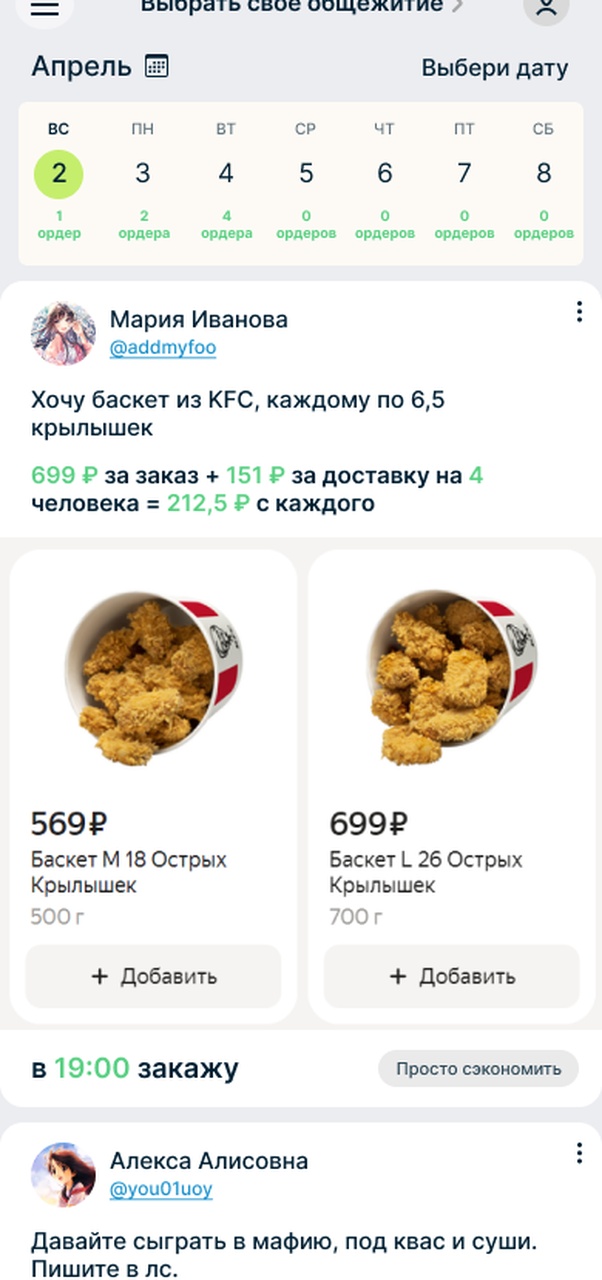 Выбрать свое общежитие
Апрель
Выбери дату
ВС ПН ВТ СР ЧТ ПТ СБ
2 3 4 5 6 7 8
1 2 4 0 0 0 0
ордер ордера ордера ордеров ордеров ордеров ордеров
Мария Иванова
@addmyfoo
Хочу баскет из KFC, каждому по 6,5
крылышек
699 ₽ за заказ + 151 ₽ за доставку на 4
человека = 212,5 ₽ с каждого
569₽
Баскет М 18 Острых
Крылышек
500 г
+ Добавить
699₽
Баскет L 26 Острых
Крылышек
700 г
+ Добавить
в 19:00 закажу
Просто сэкономить
Алекса Алисовна
@you01uoy
Давайте сыграть в мафию, под квас и суши.
Пишите в лс.